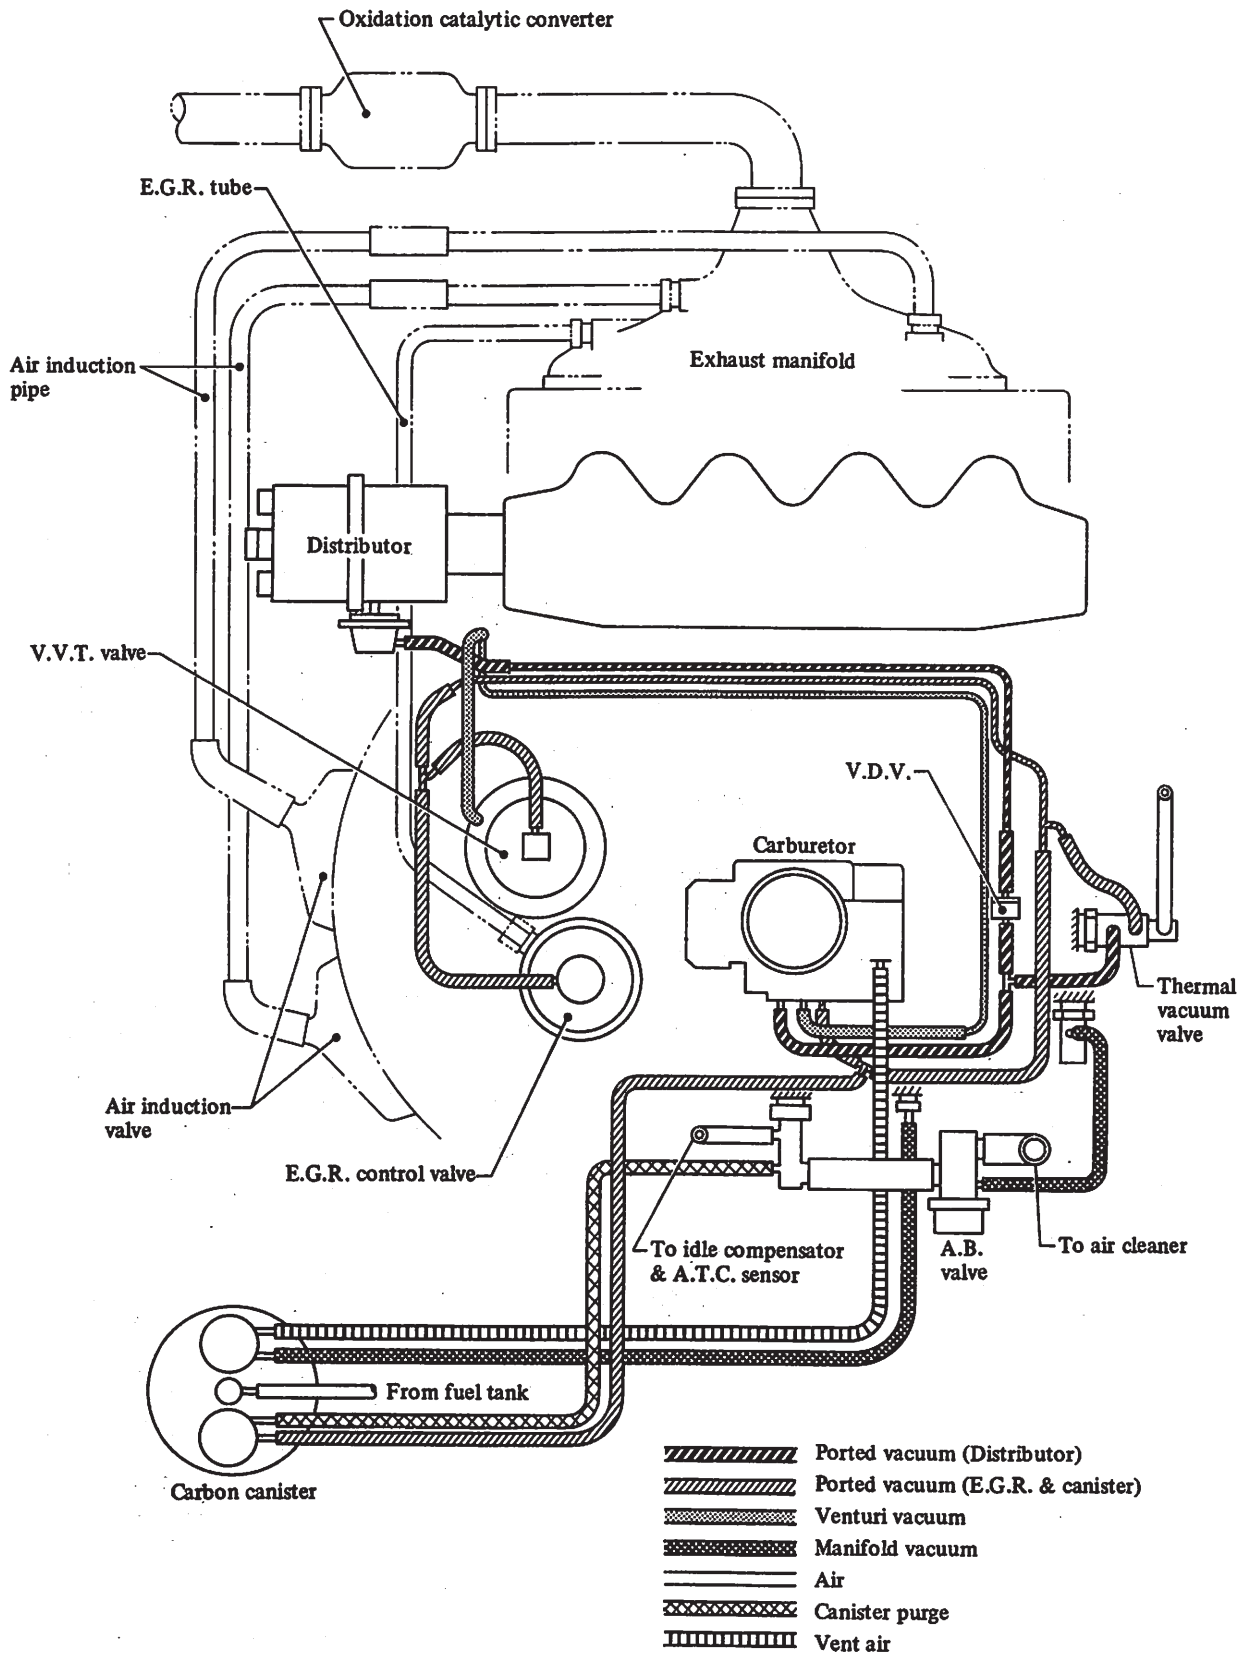 Oxidation catalytic converter
E.G.R. tube
Air induction
pipe
Exhaust manifold
Distributor
V.V.T. valve
V.D.V.
Carburetor
Thermal
vacuum
valve
Air induction
valve
E.G.R. control valve
To idle compensator
& A.T.C. sensor
A.B.
valve
To air cleaner
From fuel tank
Carbon canister
Ported vacuum (Distributor)
Ported vacuum (E.G.R. & canister)
Venturi vacuum
Manifold vacuum
Air
Canister purge
Vent air